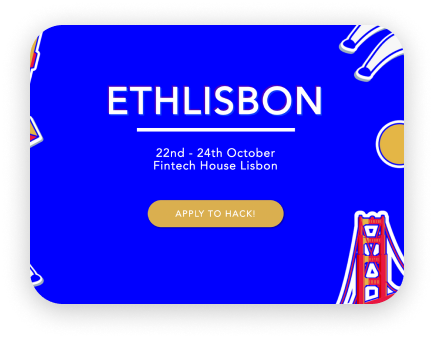 ETHLISBON
22nd - 24th October
Fintech House Lisbon
APPLY TO HACK!